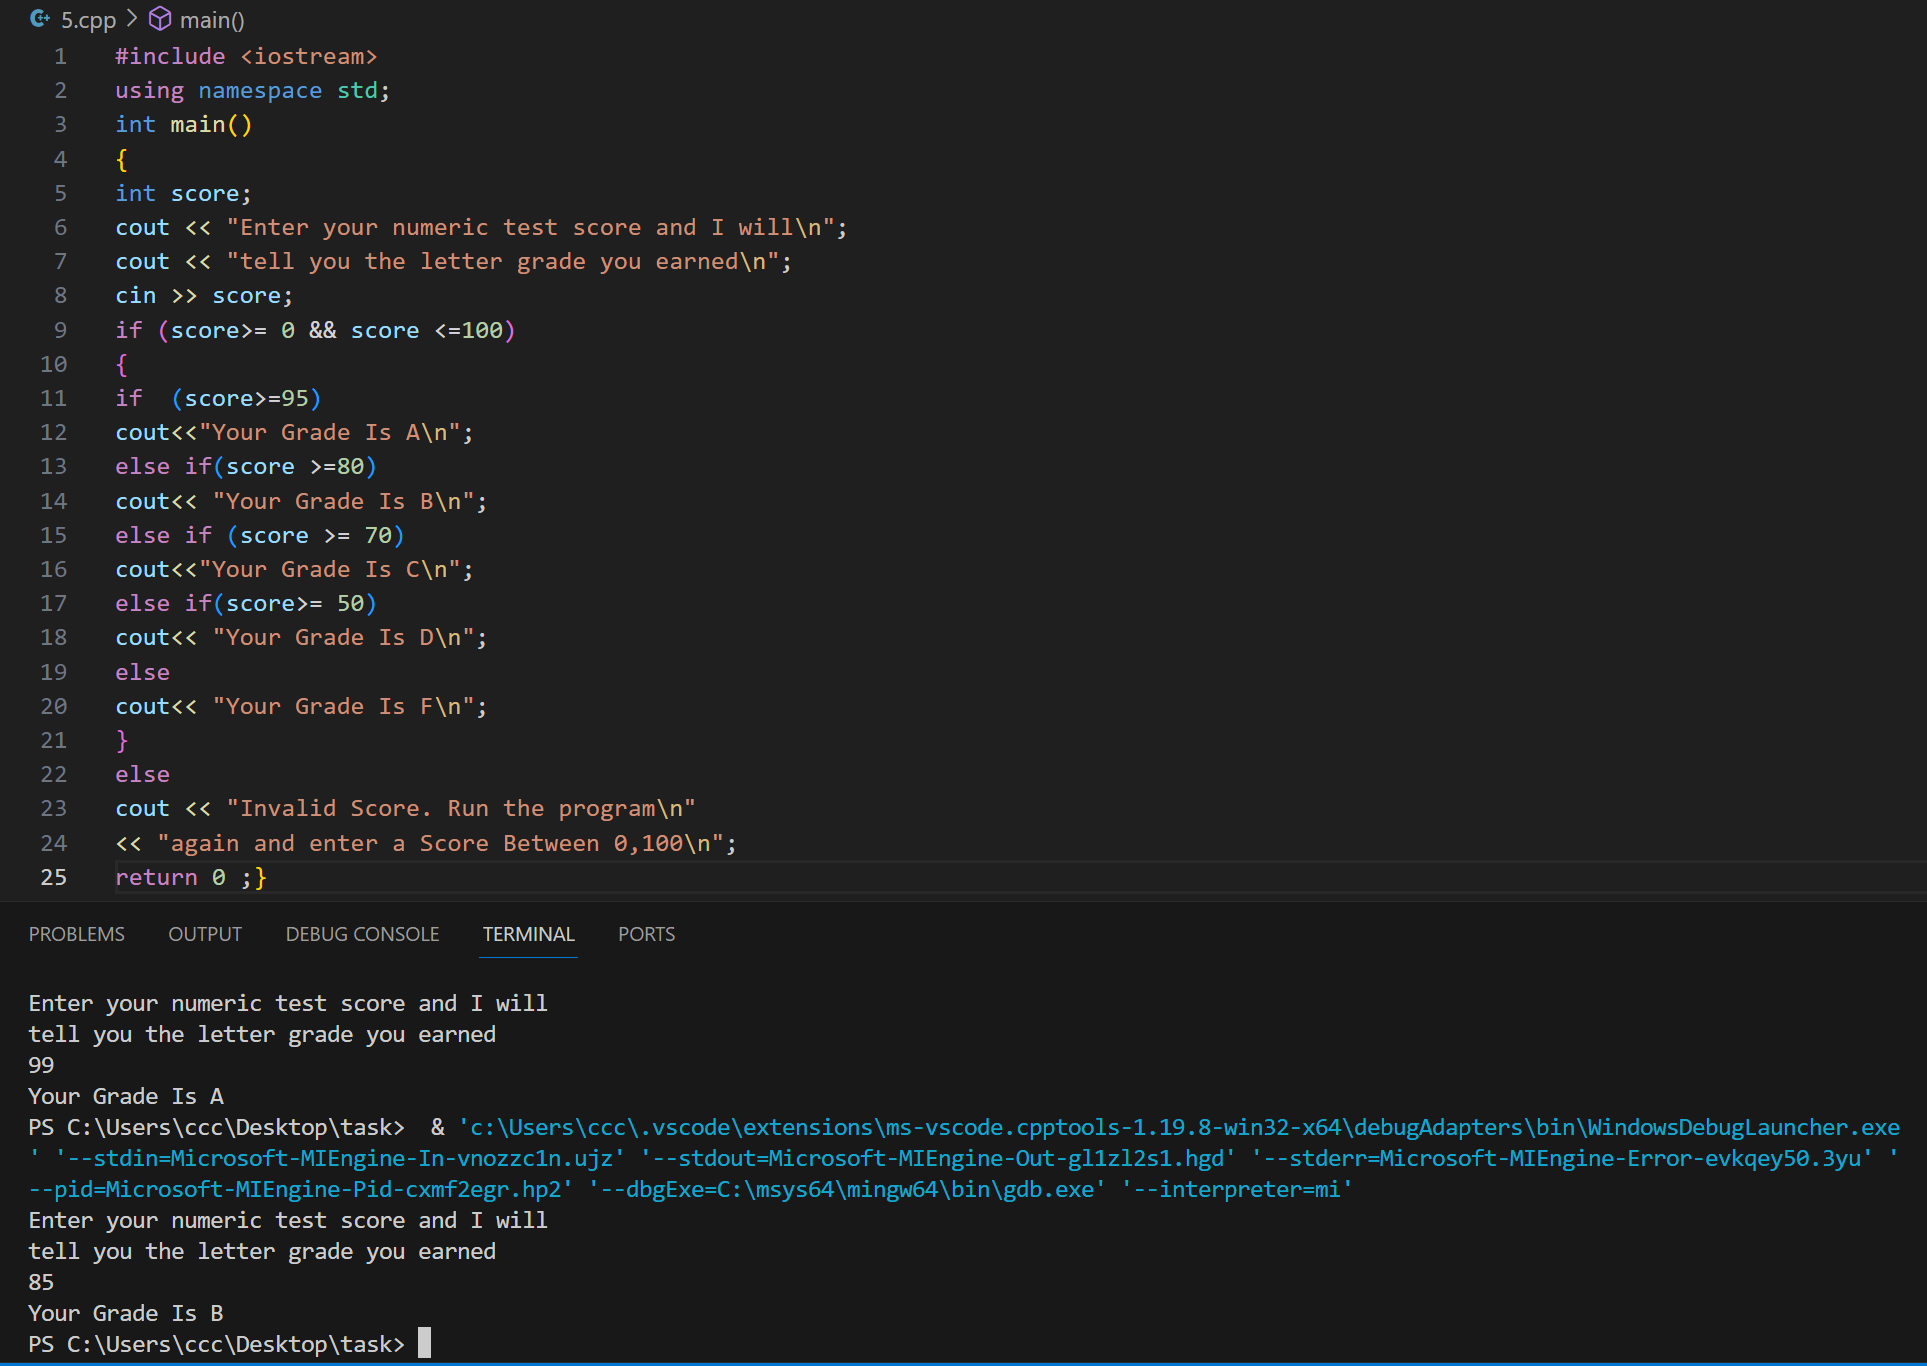 5.cpp > main()
1 #include <iostream>
2 using namespace std;
3 int main()
4 {
5 int score;
6 cout << "Enter your numeric test score and I will\n";
7 cout << "tell you the letter grade you earned\n";
8 cin >> score;
9 if (score>= 0 && score <=100)
10 {
11 if  (score>=95)
12 cout<<"Your Grade Is A\n";
13 else if(score >=80)
14 cout<< "Your Grade Is B\n";
15 else if (score >= 70)
16 cout<<"Your Grade Is C\n";
17 else if(score>= 50)
18 cout<< "Your Grade Is D\n";
19 else
20 cout<< "Your Grade Is F\n";
21 }
22 else
23 cout << "Invalid Score. Run the program\n"
24 << "again and enter a Score Between 0,100\n";
25 return 0 ;}
PROBLEMS OUTPUT DEBUG CONSOLE TERMINAL PORTS
Enter your numeric test score and I will
tell you the letter grade you earned
99
Your Grade Is A
PS C:\Users\ccc\Desktop\task>  & 'c:\Users\ccc\.vscode\extensions\ms-vscode.cpptools-1.19.8-win32-x64\debugAdapters\bin\WindowsDebugLauncher.exe
' '--stdin=Microsoft-MIEngine-In-vnozzc1n.ujz' '--stdout=Microsoft-MIEngine-Out-gl1zl2s1.hgd' '--stderr=Microsoft-MIEngine-Error-evkqey50.3yu' '
--pid=Microsoft-MIEngine-Pid-cxmf2egr.hp2' '--dbgExe=C:\msys64\mingw64\bin\gdb.exe' '--interpreter=mi'
Enter your numeric test score and I will
tell you the letter grade you earned
85
Your Grade Is B
PS C:\Users\ccc\Desktop\task>